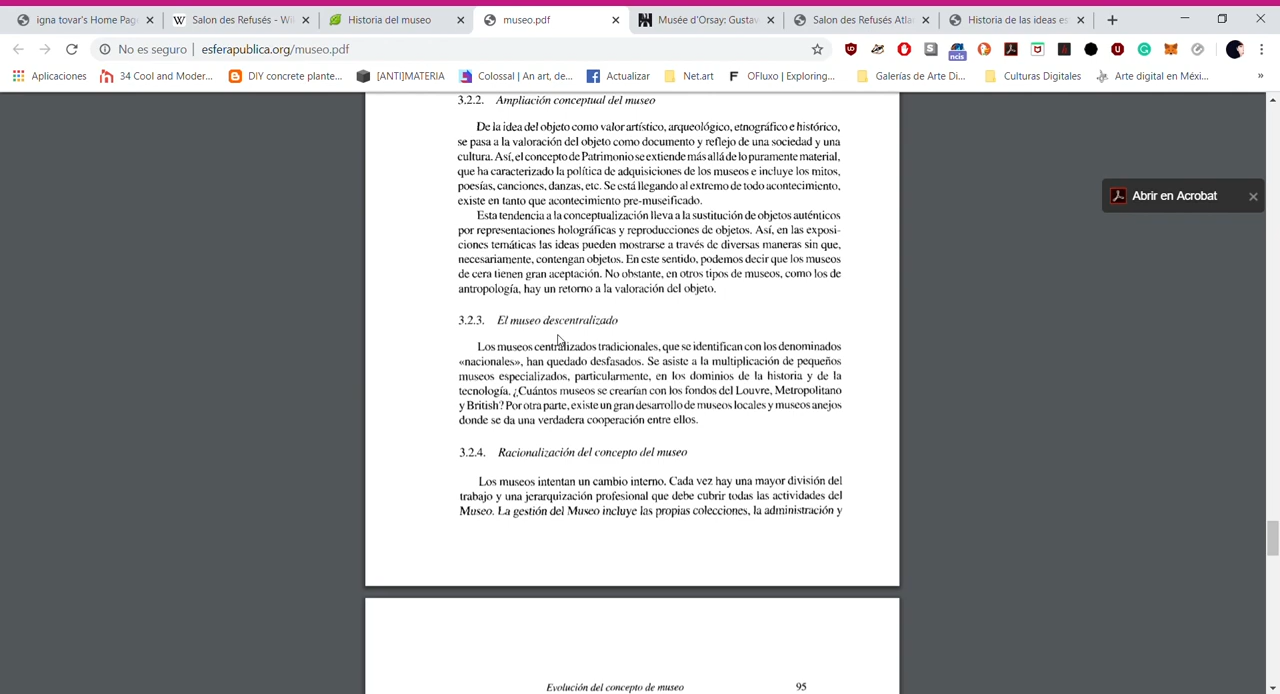 igna tovar's Home Pag
Salon des Refusés - Wi
Historia del museo
museo.pdf
Musée d'Orsay: Gusta
Salon des Refusés Atla
Historia de las ideas es
No es seguro
esferapublica.org/museo.pdf
ncis
Aplicaciones
34 Cool and Moder...
DIY concrete plante...
[ANTI]MATERIA
Colossal | An art, de...
Actualizar
Net.art
OFluxo | Exploring...
Galerías de Arte Di...
Culturas Digitales
Arte digital en Méxi...
»
3.2.2. Ampliación conceptual del museo
De la idea del objeto como valor artístico, arqueológico, etnográfico e histórico,
se pasa a la valoración del objeto como documento y reflejo de una sociedad y una
cultura. Así, el concepto de Patrimonio se extiende más allá de lo puramente material,
que ha caracterizado la política de adquisiciones de los museos e incluye los mitos,
poesías, canciones, danzas, etc. Se está llegando al extremo de todo acontecimiento,
existe en tanto que acontecimiento pre-museificado.
Esta tendencia a la conceptualización lleva a la sustitución de objetos auténticos
por representaciones holográficas y reproducciones de objetos. Así, en las exposi-
ciones temáticas las ideas pueden mostrarse a través de diversas maneras sin que,
necesariamente, contengan objetos. En este sentido, podemos decir que los museos
de cera tienen gran aceptación. No obstante, en otros tipos de museos, como los de
antropología, hay un retorno a la valoración del objeto.
3.2.3. El museo descentralizado
Los museos centralizados tradicionales, que se identifican con los denominados
«nacionales», han quedado desfasados. Se asiste a la multiplicación de pequeños
museos especializados, particularmente, en los dominios de la historia y de la
tecnología. ¿Cuántos museos se crearían con los fondos del Louvre, Metropolitano
y British? Por otra parte, existe un gran desarrollo de museos locales y museos anejos
donde se da una verdadera cooperación entre ellos.
3.2.4. Racionalización del concepto del museo
Los museos intentan un cambio interno. Cada vez hay una mayor división del
trabajo y una jerarquización profesional que debe cubrir todas las actividades del
Museo. La gestión del Museo incluye las propias colecciones, la administración y
Evolución del concepto de museo 95
Abrir en Acrobat